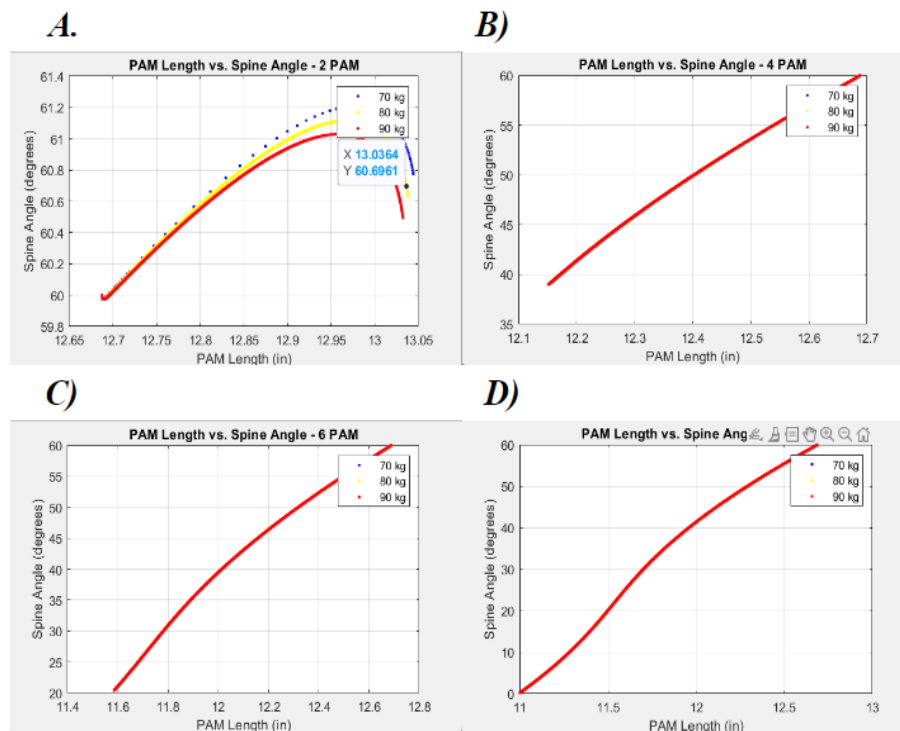 A.
PAM Length vs. Spine Angle - 2 PAM
Spine Angle (degrees)
61.4
61.2
61
60.8
60.6
60.4
60.2
60
59.8
70 kg
80 kg
90 kg
X 13.0364
Y 60.6961
12.65 12.7 12.75 12.8 12.85 12.9 12.95 13 13.05
PAM Length (in)
B)
PAM Length vs. Spine Angle - 4 PAM
Spine Angle (degrees)
60
55
50
45
40
35
70 kg
80 kg
90 kg
12.1 12.2 12.3 12.4 12.5 12.6 12.7
PAM Length (in)
C)
PAM Length vs. Spine Angle - 6 PAM
Spine Angle (degrees)
60
55
50
45
40
35
30
25
20
70 kg
80 kg
90 kg
11.4 11.6 11.8 12 12.2 12.4 12.6 12.8
PAM Length (in)
D)
PAM Length vs. Spine Ang
Spine Angle (degrees)
60
50
40
30
20
10
0
70 kg
80 kg
90 kg
11 11.5 12 12.5 13
PAM Length (in)